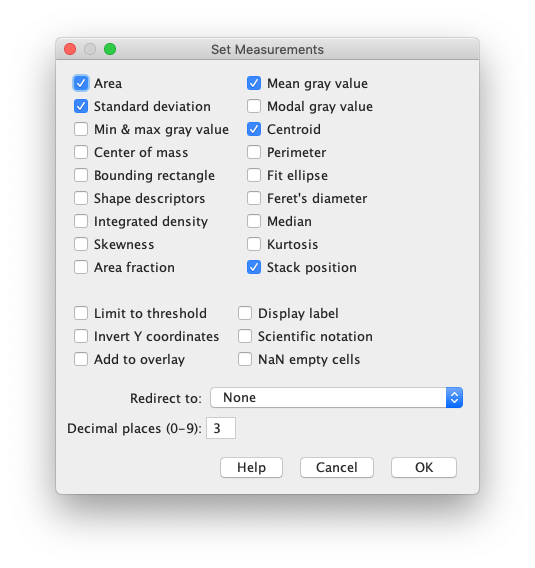 Set Measurements
Area Mean gray value
Standard deviation Modal gray value
Min & max gray value Centroid
Center of mass Perimeter
Bounding rectangle Fit ellipse
Shape descriptors Feret's diameter
Integrated density Median
Skewness Kurtosis
Area fraction Stack position
Limit to threshold Display label
Invert Y coordinates Scientific notation
Add to overlay NaN empty cells
Redirect to: None
Decimal places (0-9): 3
Help Cancel OK